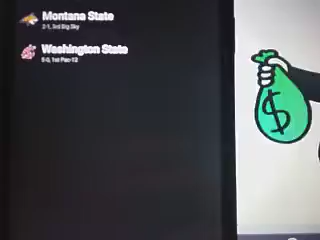 Montana State
2-1, 3rd Big Sky
Washington State
5-0, 1st Pac-12
$